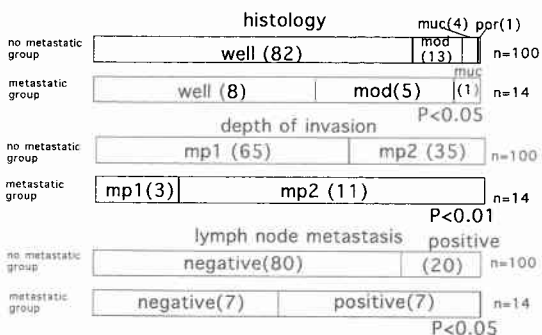 histology
muc(4) por(1)
no metastatic group well (82) mod (13) n=100
muc
metastatic group well (8) mod(5) (1) n=14
P<0.05
depth of invasion
no metastatic group mp1 (65) mp2 (35) n=100
metastatic group mp1(3) mp2 (11) n=14
P<0.01
lymph node metastasis positive
no metastatic group negative(80) (20) n=100
metastatic group negative(7) positive(7) n=14
P<0.05